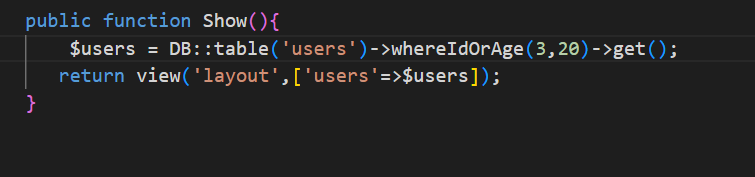 public function Show(){
$users = DB::table('users')->whereIdOrAge(3,20)->get();
return view('layout',['users'=>$users]);
}